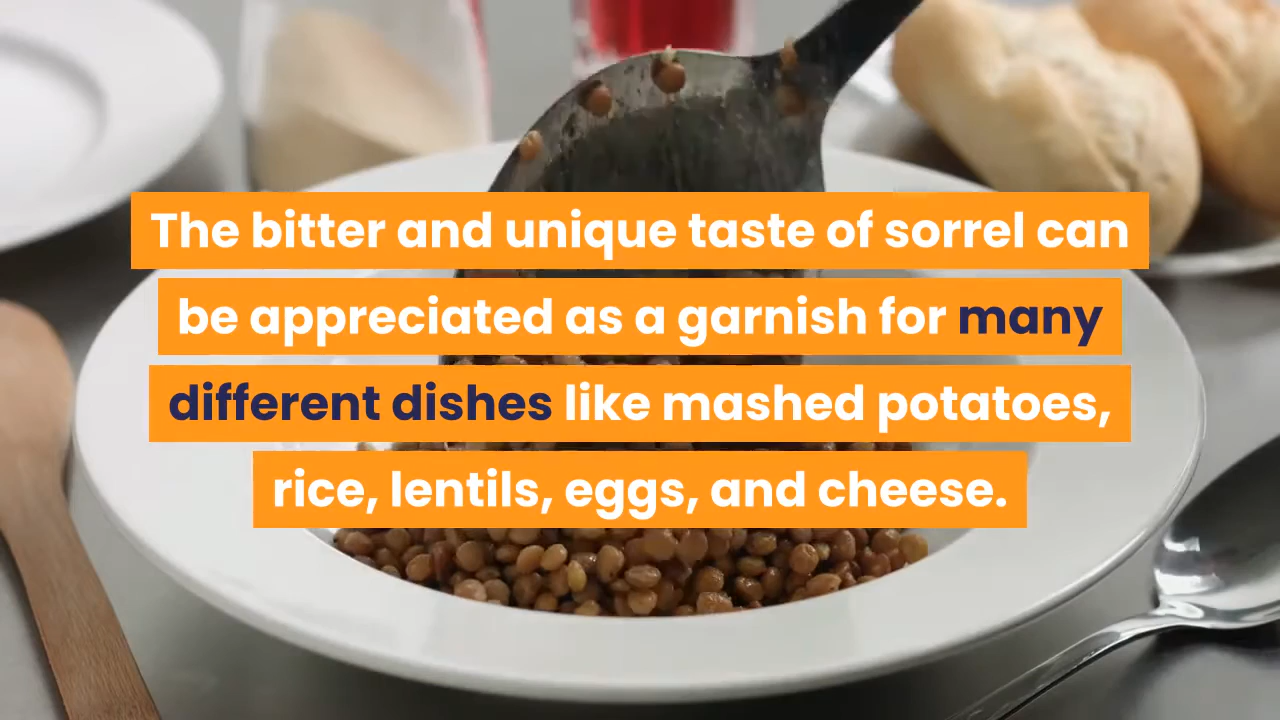 The bitter and unique taste of sorrel can
be appreciated as a garnish for many
different dishes like mashed potatoes,
rice, lentils, eggs, and cheese.